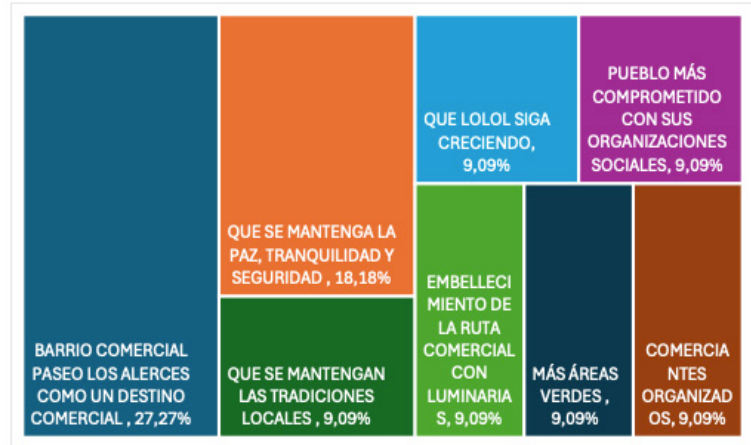 BARRIO COMERCIAL
PASEO LOS ALERCES
COMO UN DESTINO
COMERCIAL , 27,27%
QUE SE MANTENGA LA
PAZ, TRANQUILIDAD Y
SEGURIDAD , 18,18%
QUE SE MANTENGAN
LAS TRADICIONES
LOCALES , 9,09%
QUE LOLOL SIGA
CRECIENDO,
9,09%
PUEBLO MÁS
COMPROMETIDO
CON SUS
ORGANIZACIONES
SOCIALES, 9,09%
EMBELLECI
MIENTO DE
LA RUTA
COMERCIAL
CON
LUMINARIA
S, 9,09%
MÁS ÁREAS
VERDES ,
9,09%
COMERCIA
NTES
ORGANIZAD
OS, 9,09%